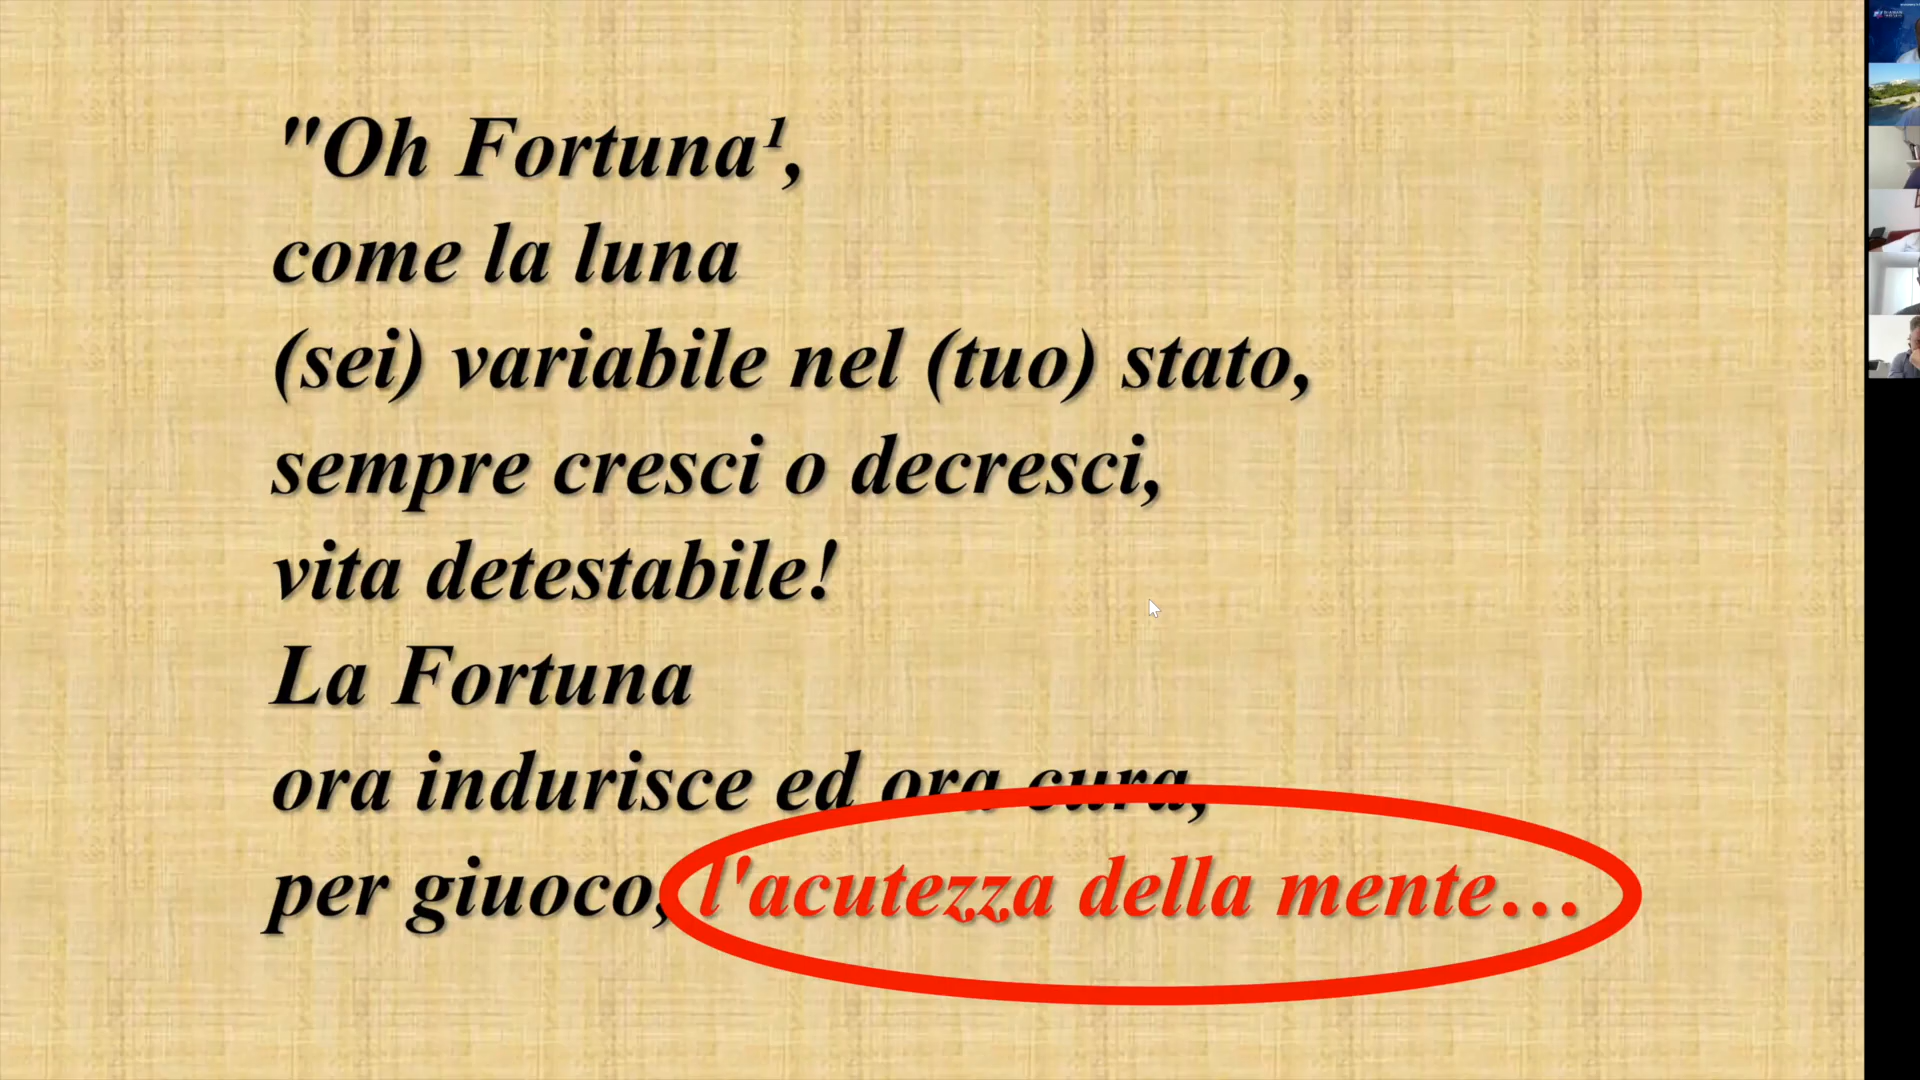 "Oh Fortuna¹,
come la luna
(sei) variabile nel (tuo) stato,
sempre cresci o decresci,
vita detestabile!
La Fortuna
ora indurisce ed ora cura,
per giuoco, l'acutezza della mente...